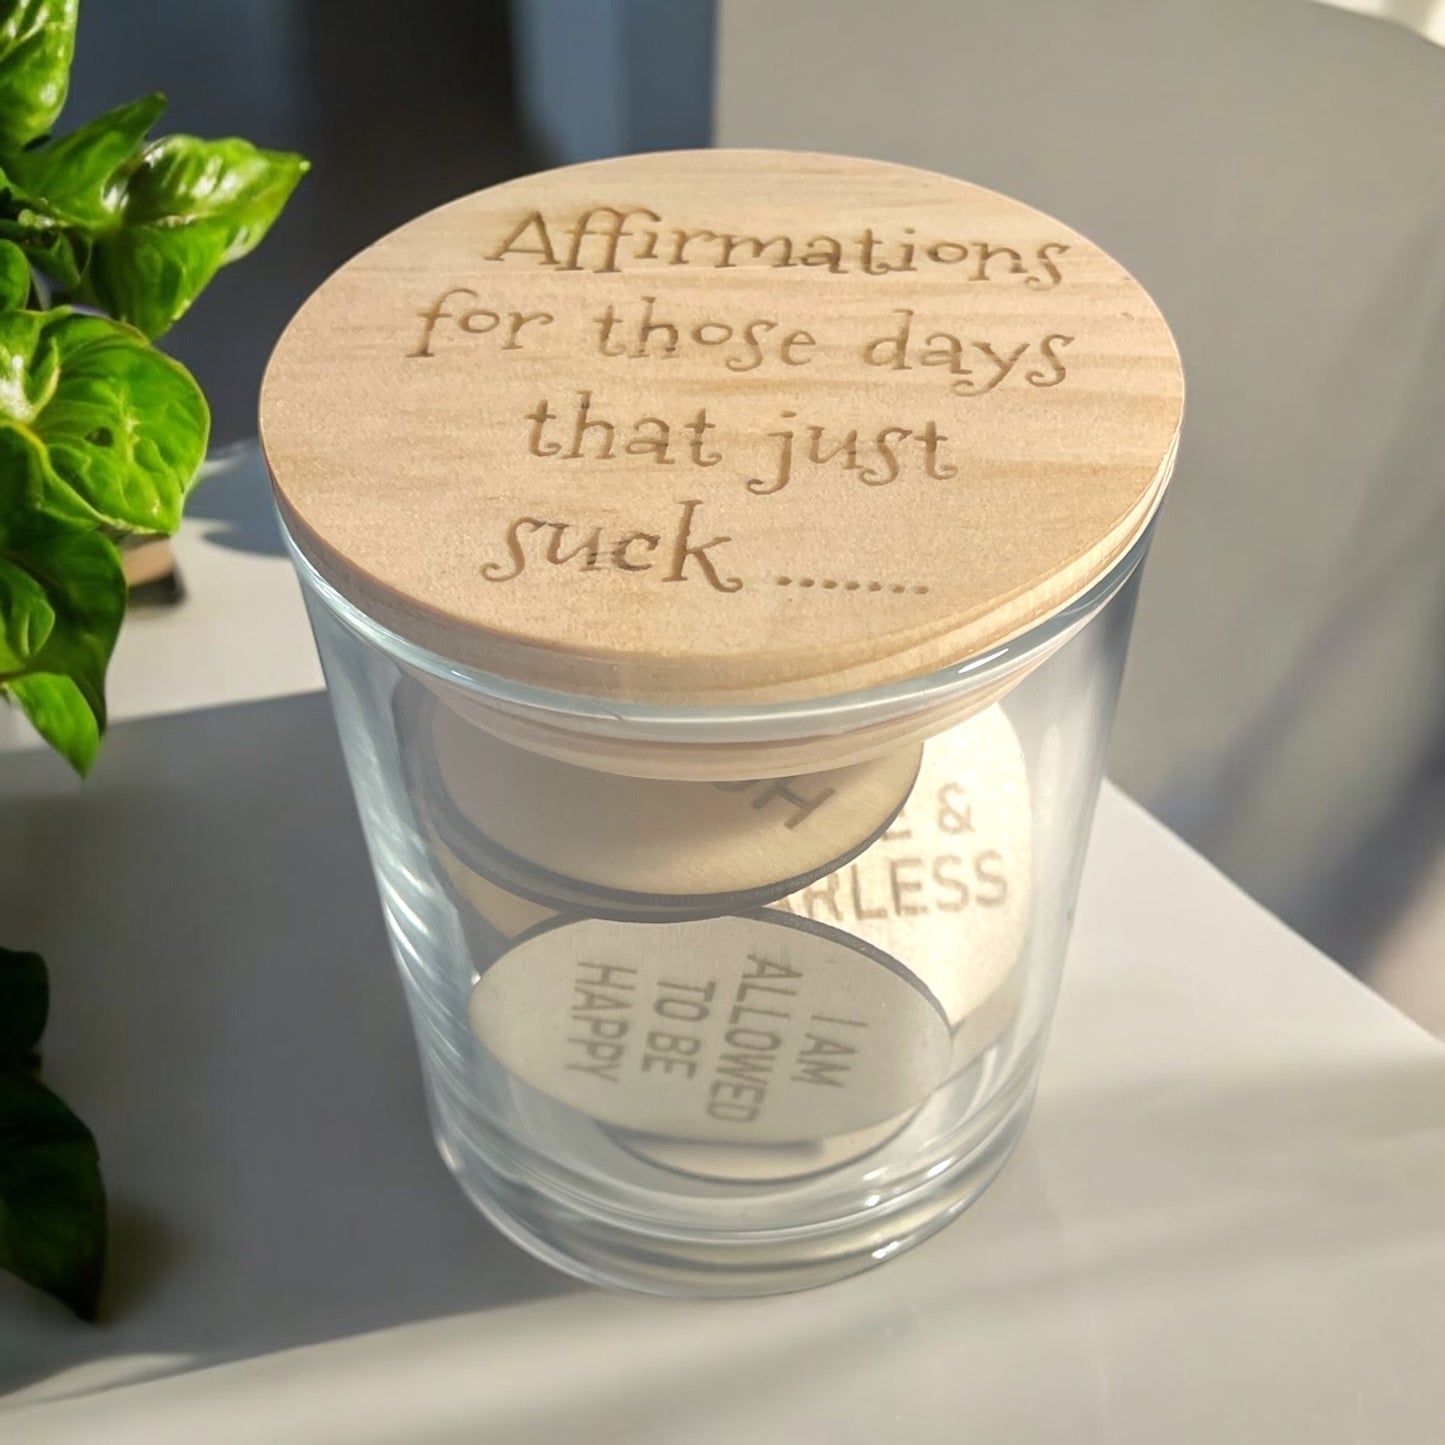 Affirmations
for those days
that just
suck .......
&
I AM
ALLOWED
TO BE
HAPPY